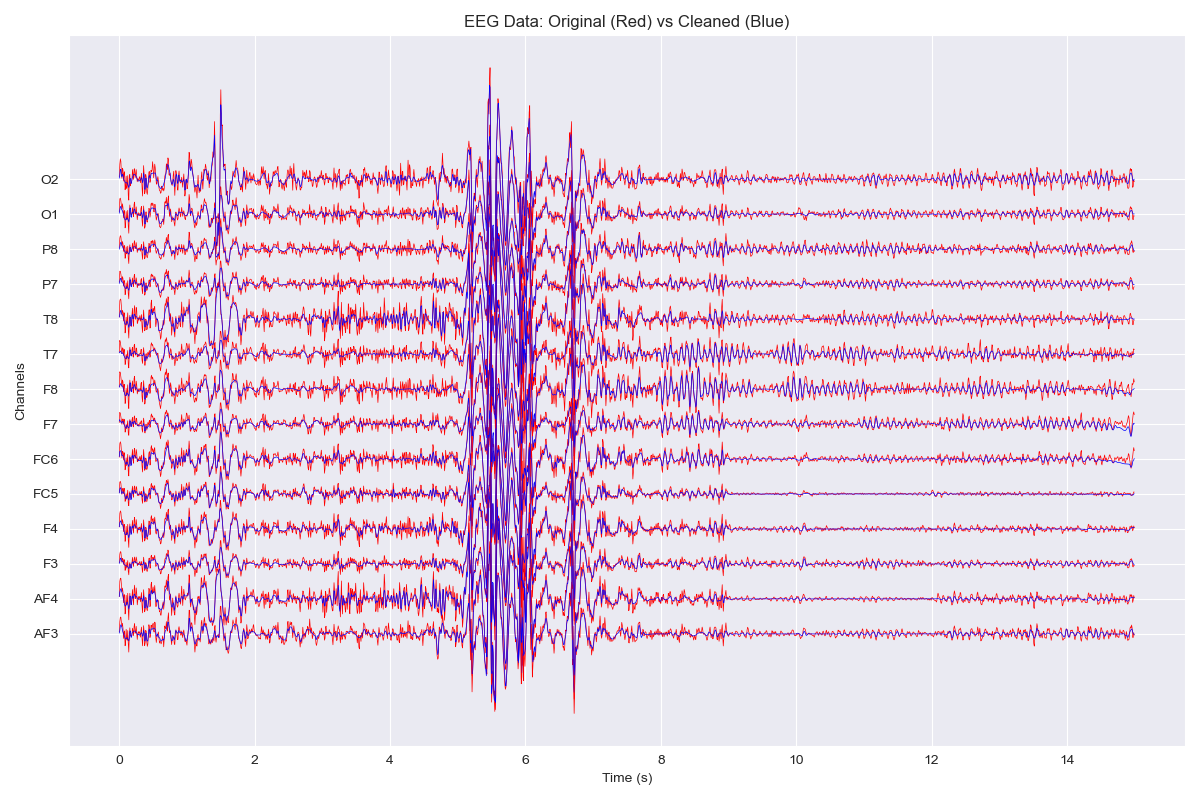 EEG Data: Original (Red) vs Cleaned (Blue)
O2
O1
P8
P7
T8
T7
F8
F7
FC6
FC5
F4
F3
AF4
AF3
Channels
0 2 4 6 8 10 12 14
Time (s)